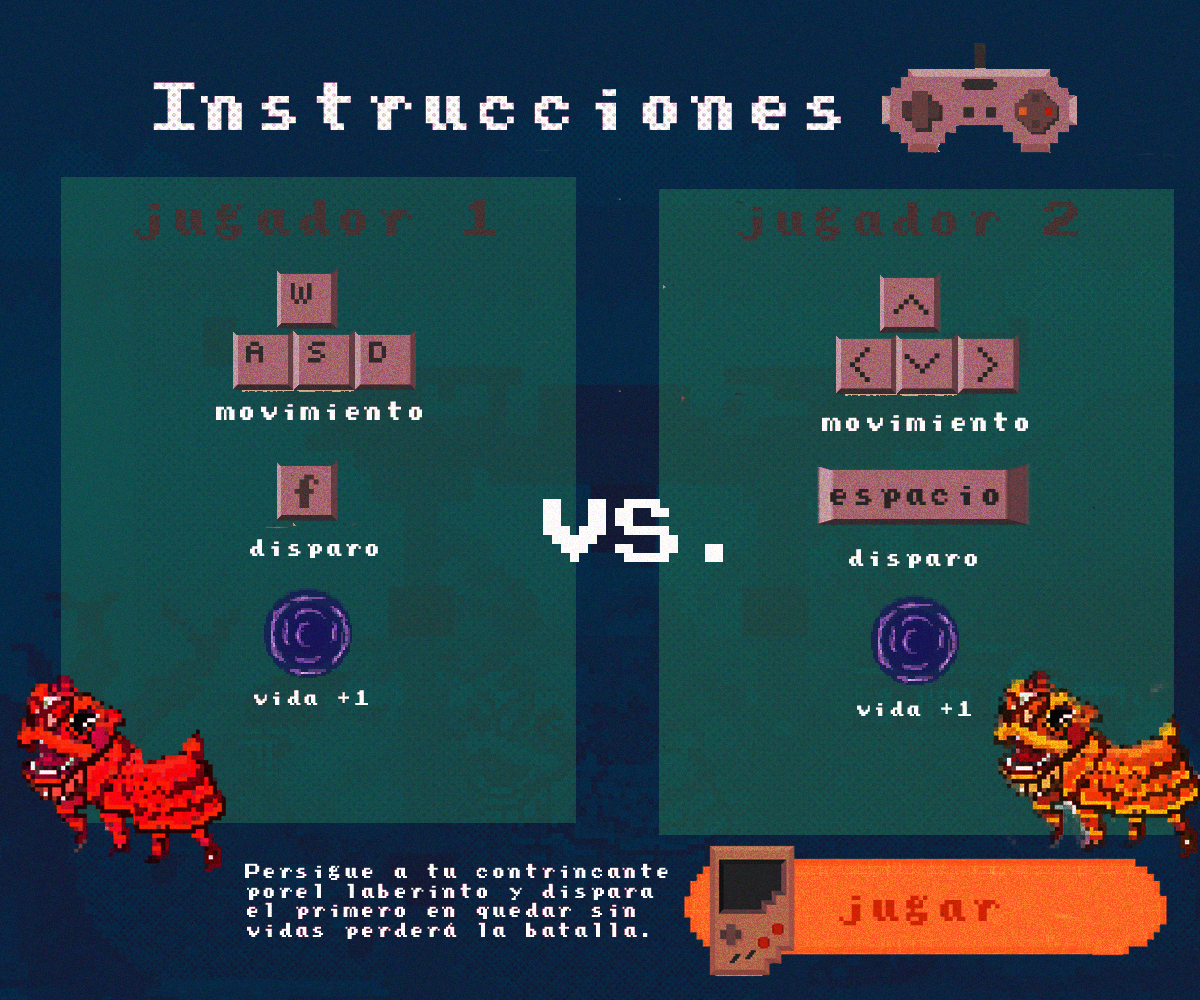 Instrucciones
jugador 1
W
A S D
movimiento
f
disparo
vida +1
vs.
jugador 2
^
< v >
movimiento
espacio
disparo
vida +1
Persigue a tu contrincante
porel laberinto y dispara
el primero en quedar sin
vidas perderá la batalla.
jugar